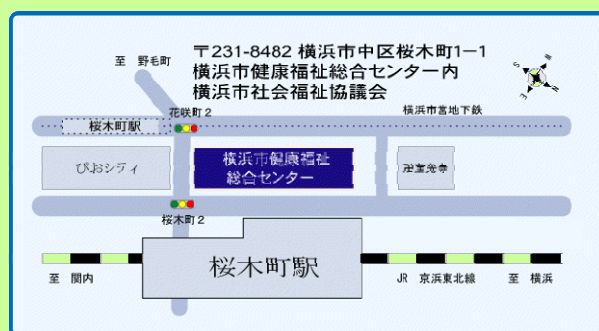 〒231-8482 横浜市中区桜木町1-1
横浜市健康福祉総合センター内
横浜市社会福祉協議会
至 野毛町
花咲町2
横浜市営地下鉄
桜木町駅
ぴおシティ
横浜市健康福祉
総合センター
桜木町2
桜木町駅
至 関内
JR 京浜東北線
至 横浜
N
S
E